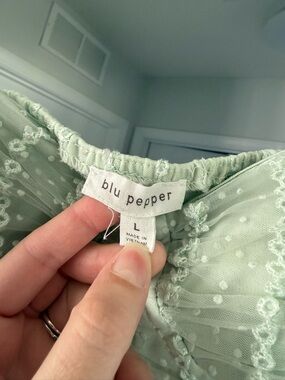 blu pepper
L
MADE IN
VIETNAM